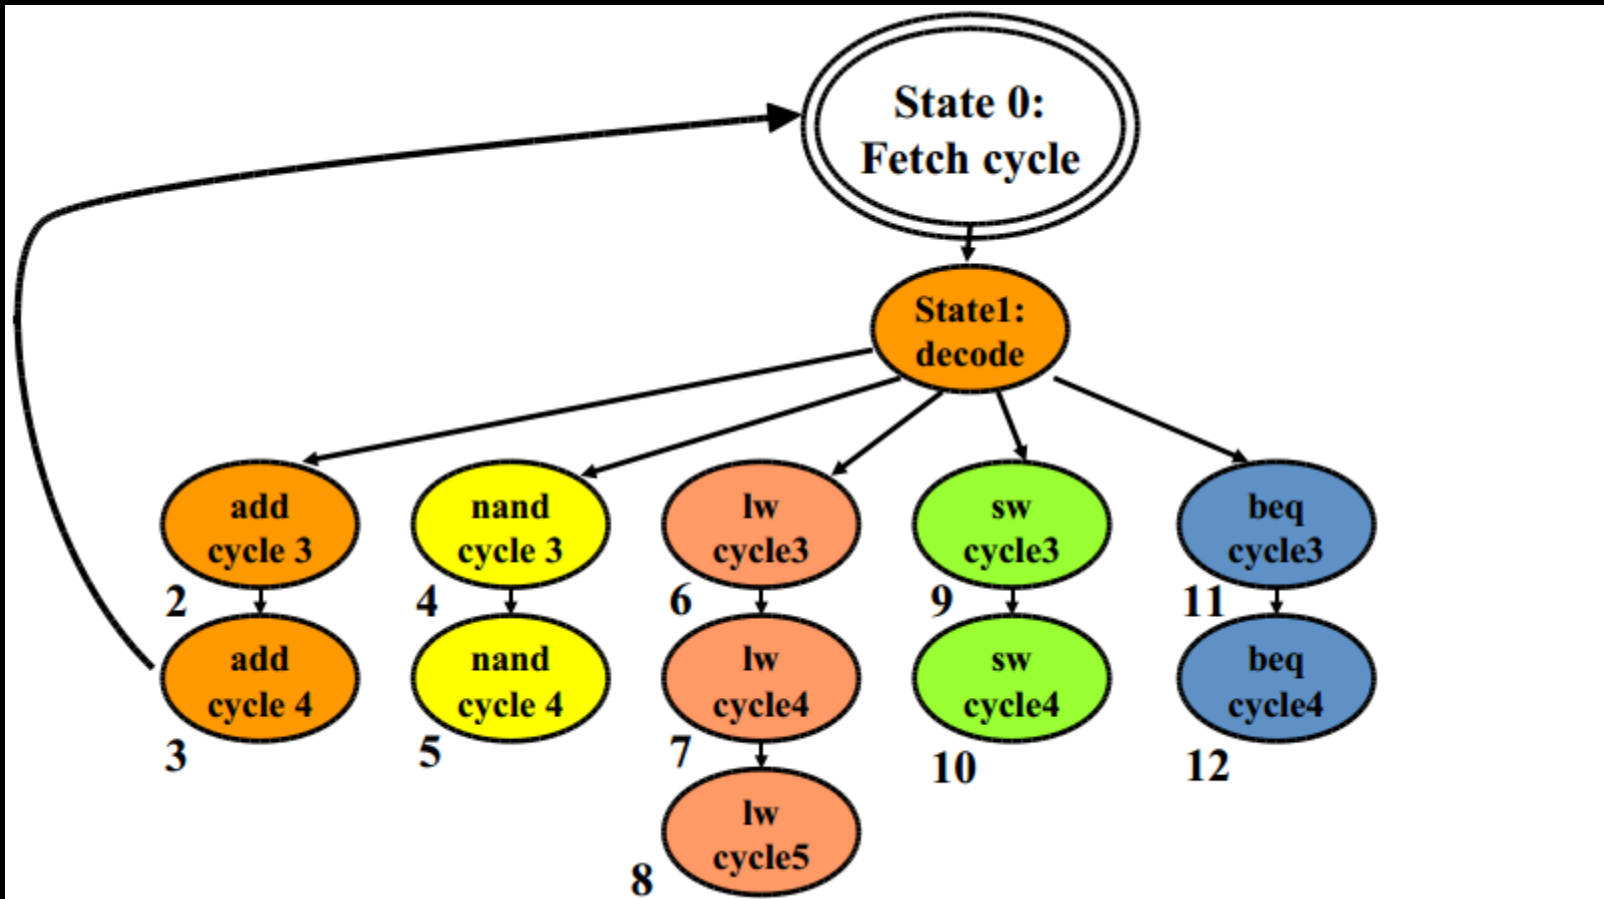 State 0:
Fetch cycle
State1:
decode
add
cycle 3
nand
cycle 3
lw
cycle3
sw
cycle3
beq
cycle3
2
4
6
9
11
add
cycle 4
nand
cycle 4
lw
cycle4
sw
cycle4
beq
cycle4
3
5
7
10
12
lw
cycle5
8